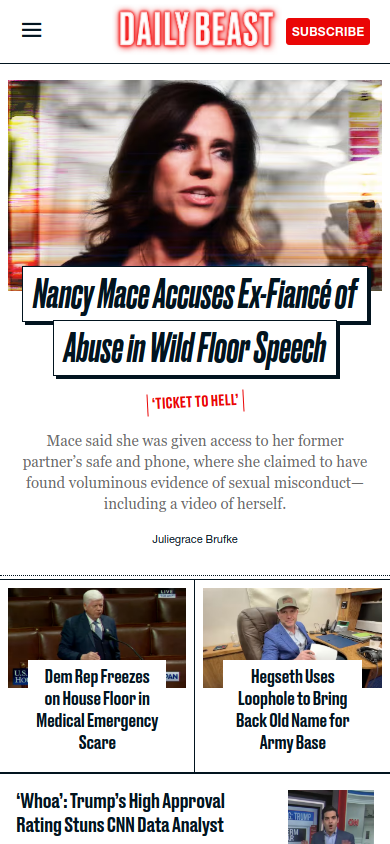 DAILY BEAST
SUBSCRIBE
Nancy Mace Accuses Ex-Fiancé of
Abuse in Wild Floor Speech
‘TICKET TO HELL’
Mace said she was given access to her former
partner’s safe and phone, where she claimed to have
found voluminous evidence of sexual misconduct—
including a video of herself.
Juliegrace Brufke
LIVE
Dem Rep Freezes
on House Floor in
Medical Emergency
Scare
Hegseth Uses
Loophole to Bring
Back Old Name for
Army Base
‘Whoa’: Trump’s High Approval
Rating Stuns CNN Data Analyst
TRUMP